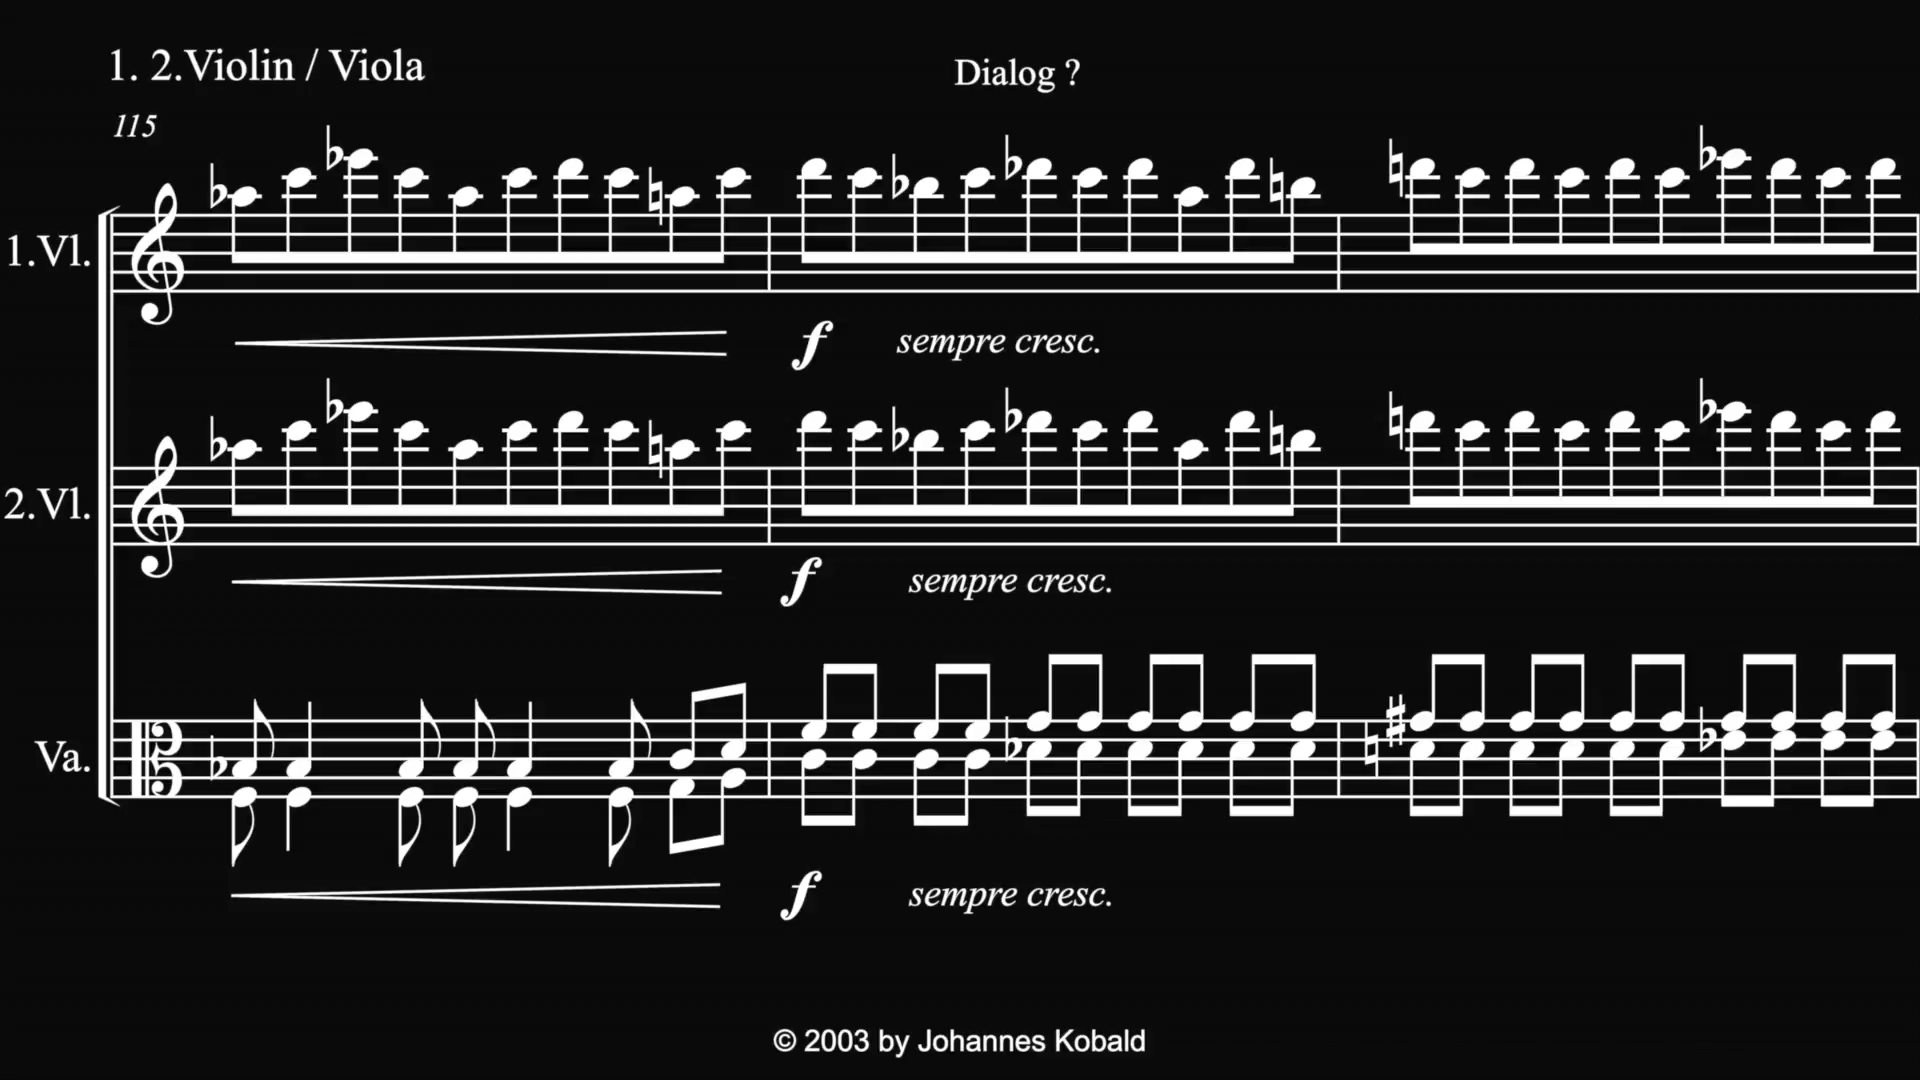 1. 2.Violin / Viola
Dialog ?
115
1.Vl.
f sempre cresc.
2.Vl.
f sempre cresc.
Va.
f sempre cresc.
© 2003 by Johannes Kobald